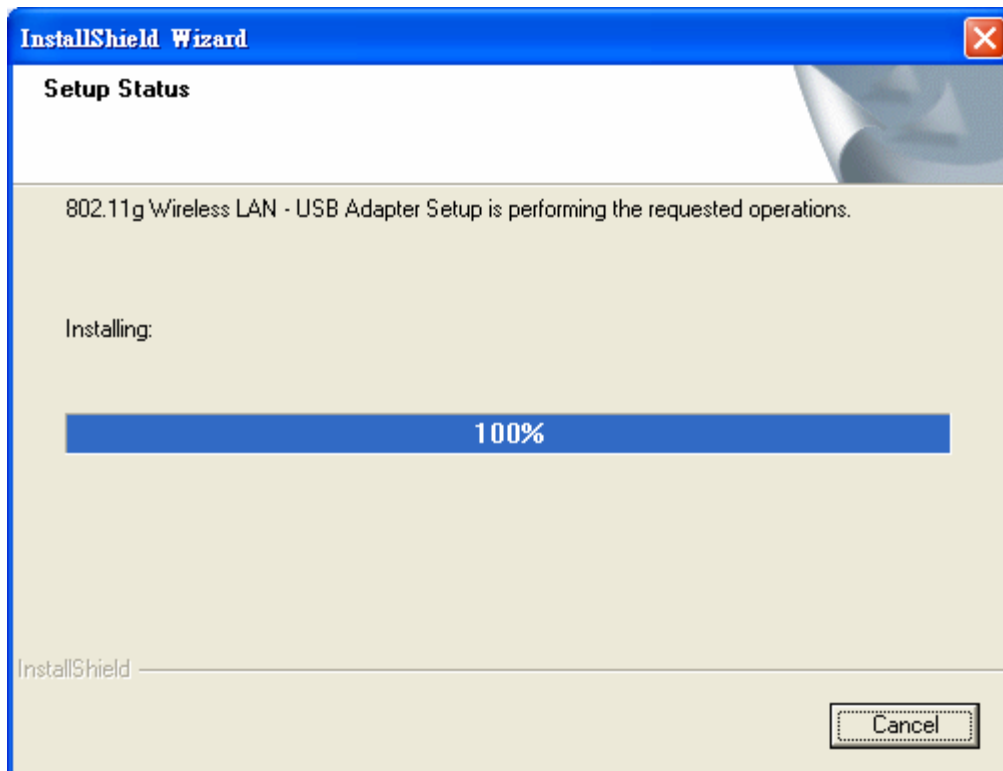 InstallShield Wizard
Setup Status
802.11g Wireless LAN - USB Adapter Setup is performing the requested operations.
Installing:
100%
InstallShield
Cancel